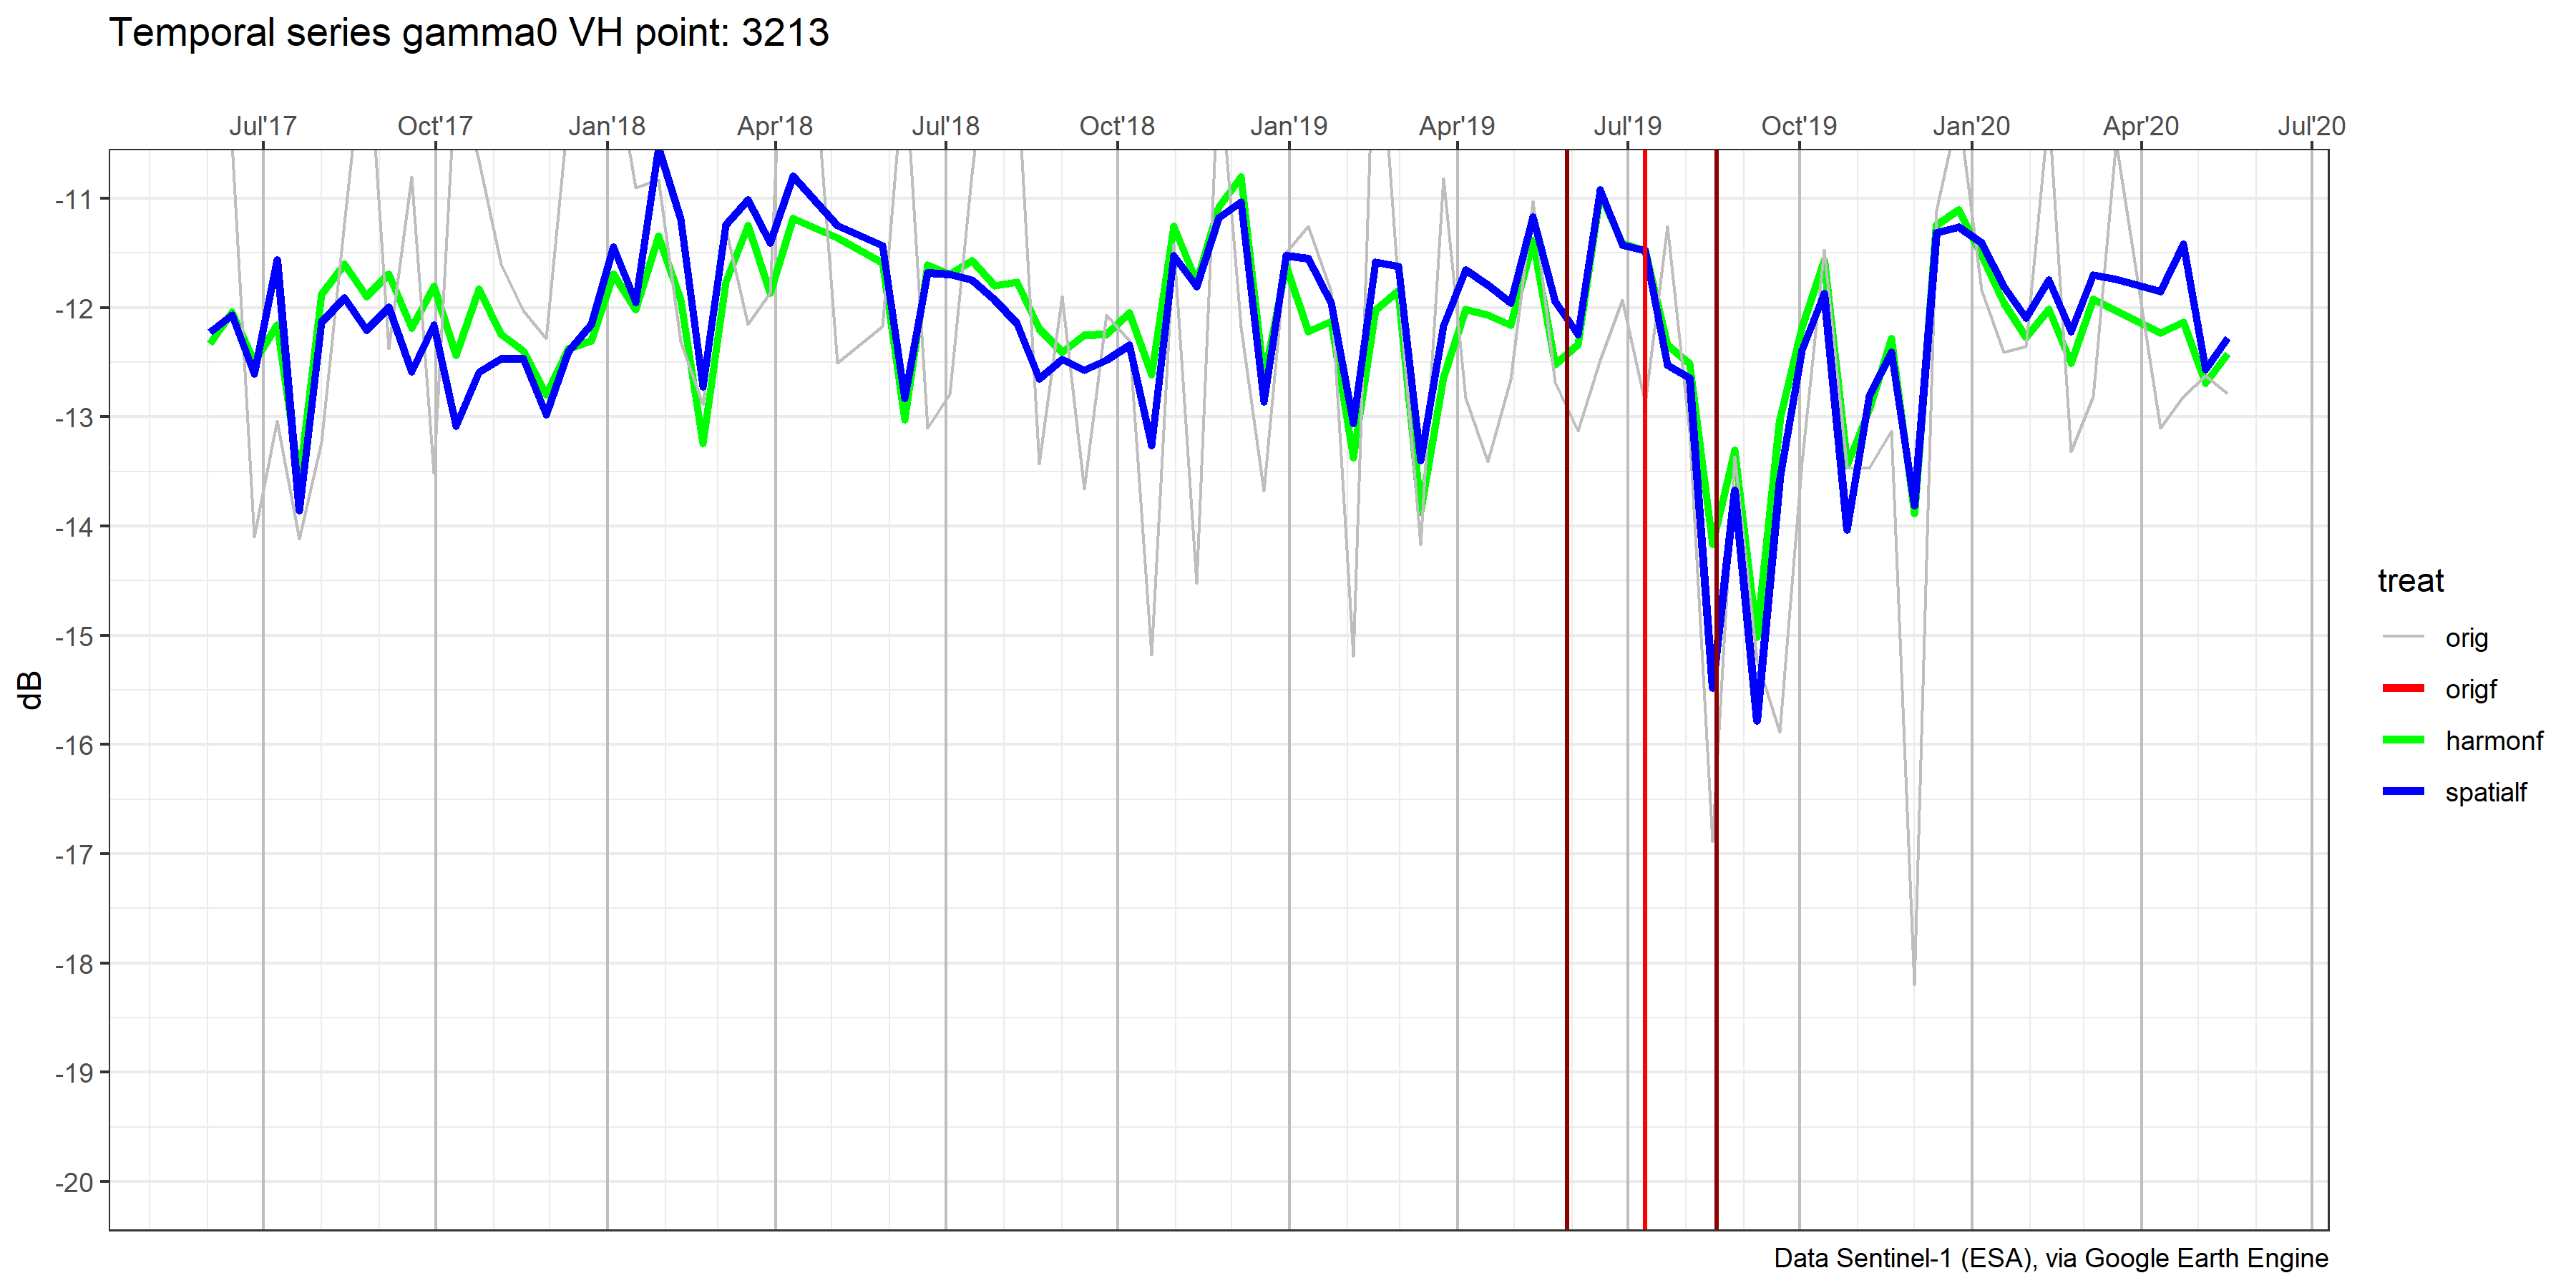 Temporal series gamma0 VH point: 3213
Jul'17 Oct'17 Jan'18 Apr'18 Jul'18 Oct'18 Jan'19 Apr'19 Jul'19 Oct'19 Jan'20 Apr'20 Jul'20
-11
-12
-13
-14
-15
-16
-17
-18
-19
-20
dB
treat
orig
origf
harmonf
spatialf
Data Sentinel-1 (ESA), via Google Earth Engine